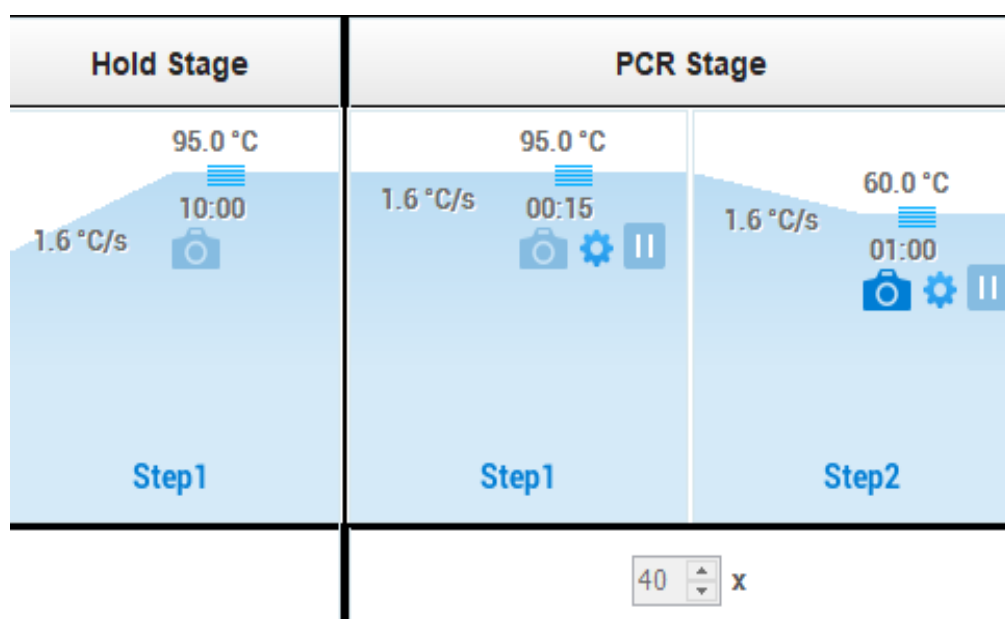 Hold Stage
PCR Stage
95.0 °C
1.6 °C/s
10:00
Step1
95.0 °C
1.6 °C/s
00:15
Step1
60.0 °C
1.6 °C/s
01:00
Step2
40 x